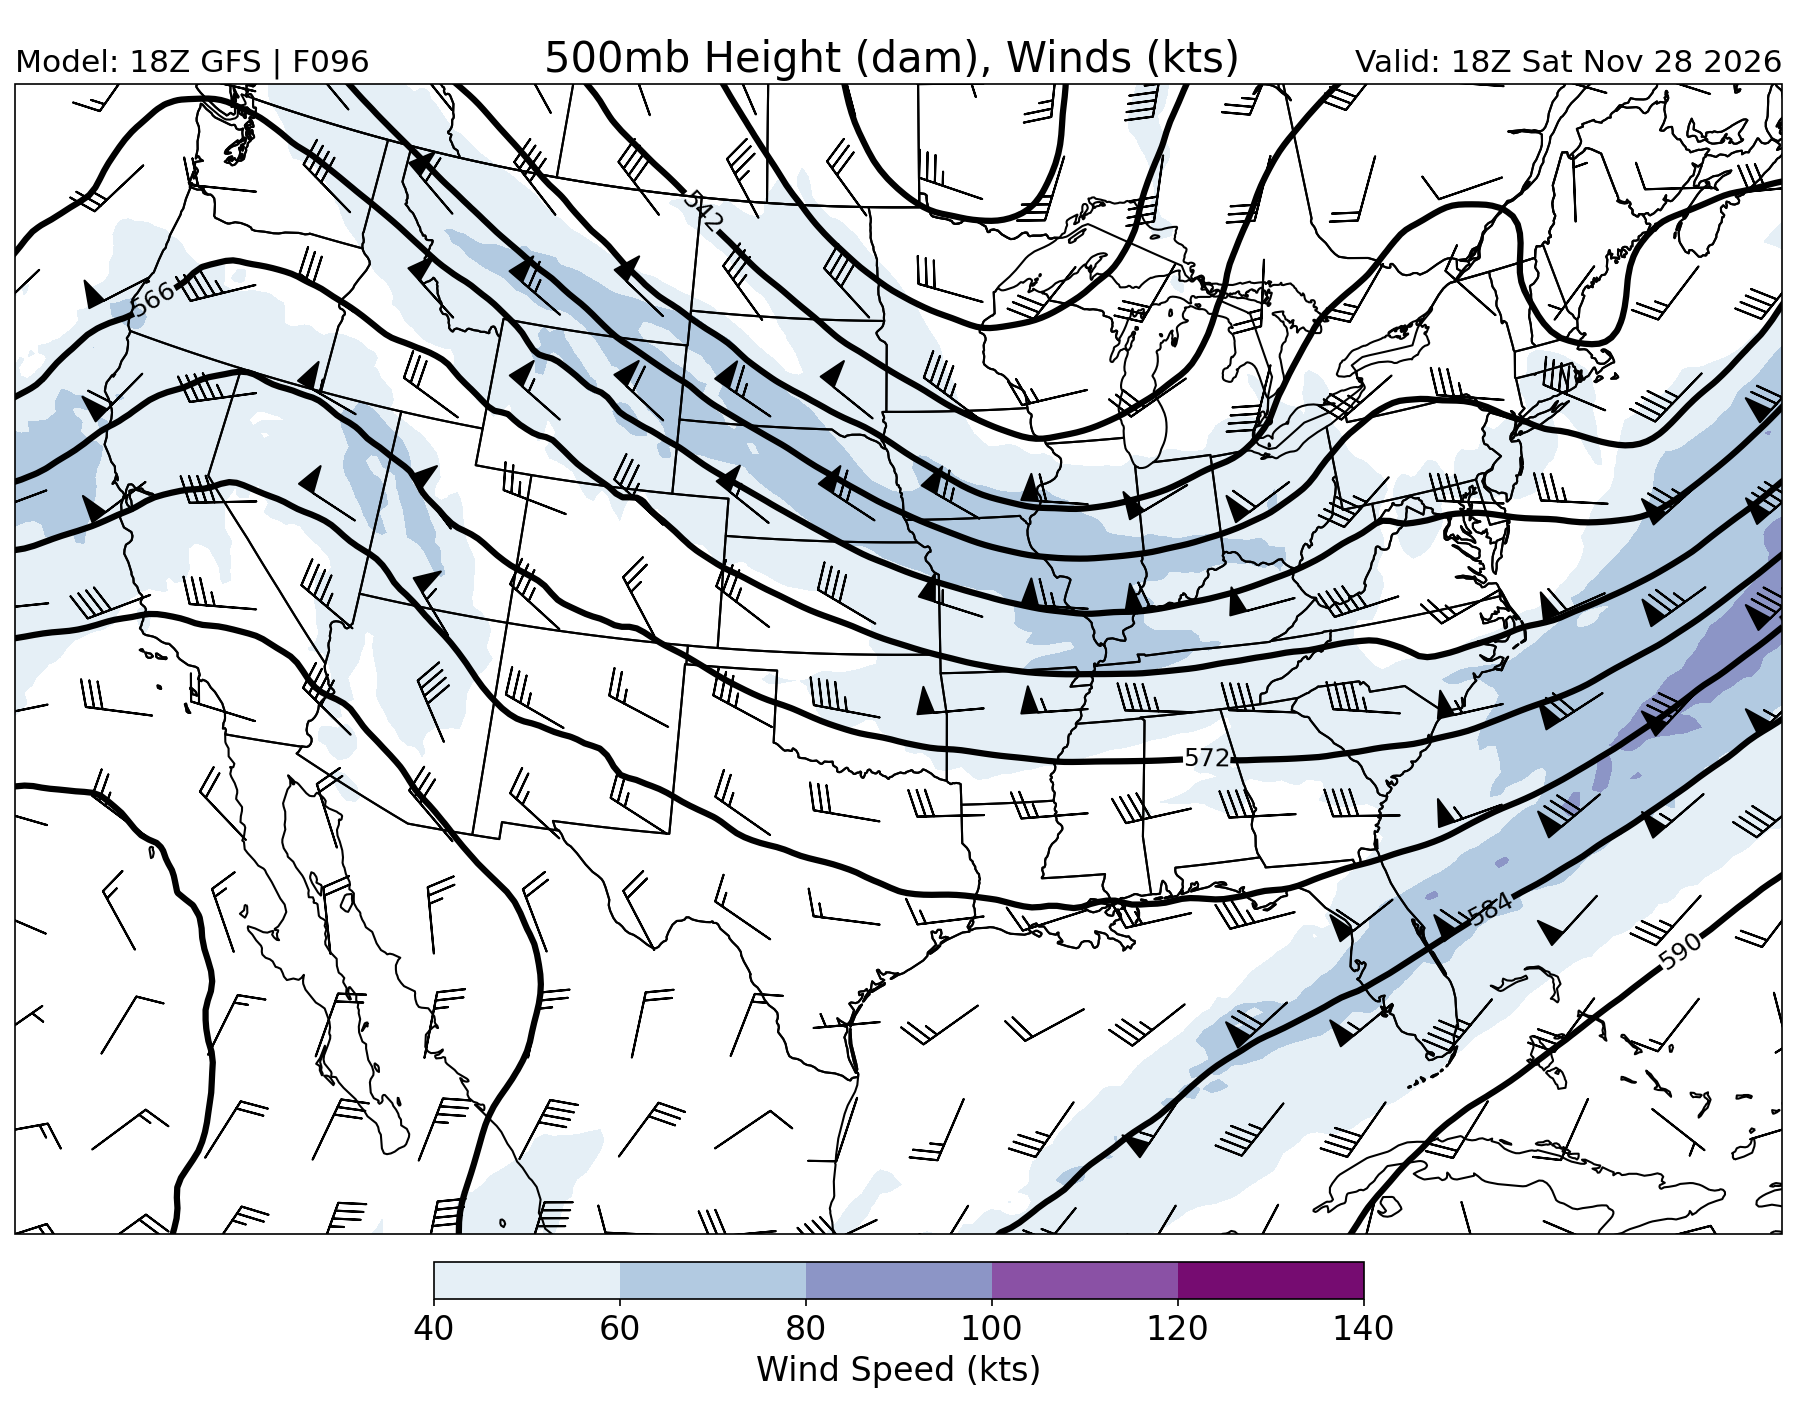 Model: 18Z GFS | F096
500mb Height (dam), Winds (kts)
Valid: 18Z Sat Nov 28 2026
542
566
572
584
590
40 60 80 100 120 140
Wind Speed (kts)